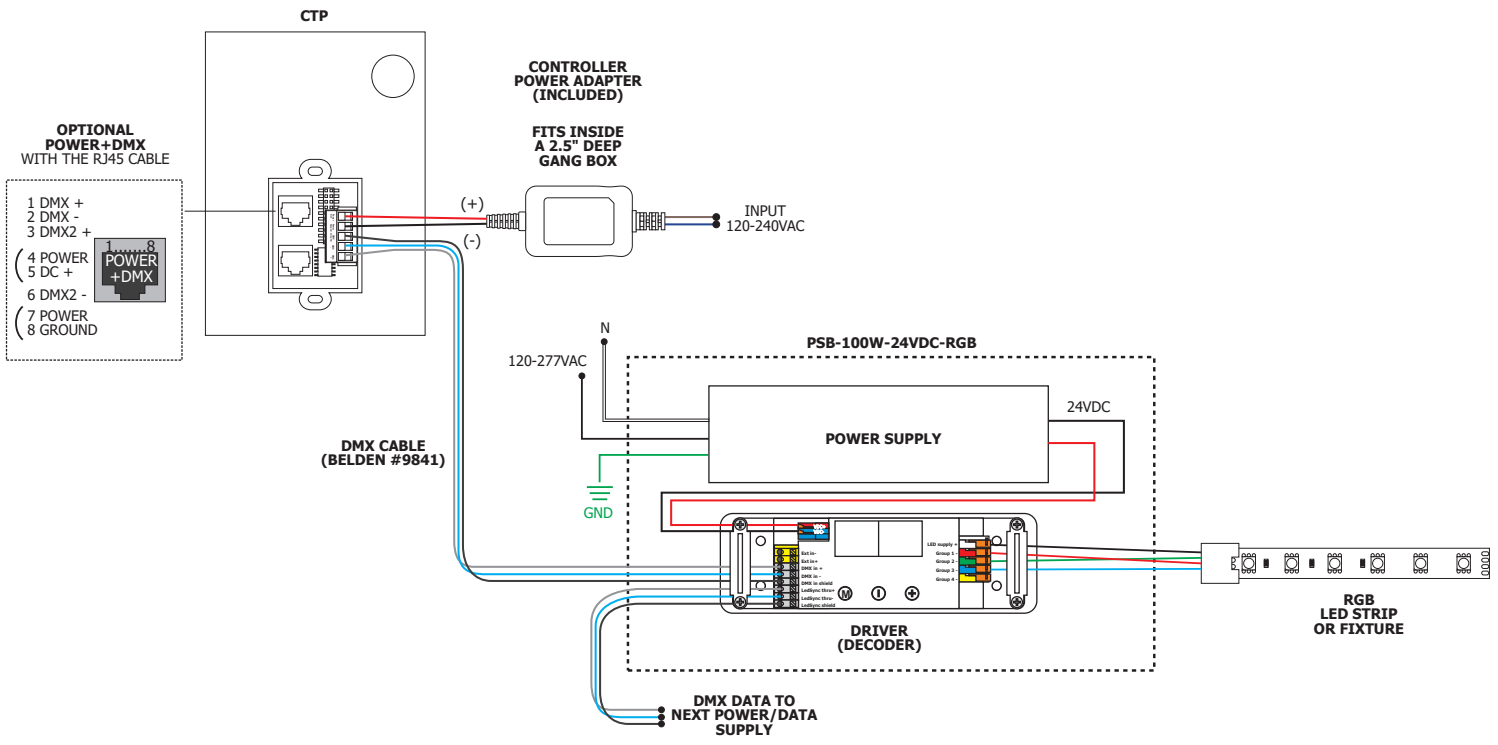 CTP
CONTROLLER
POWER ADAPTER
(INCLUDED)
FITS INSIDE
A 2.5" DEEP
GANG BOX
OPTIONAL
POWER+DMX
WITH THE RJ45 CABLE
1 DMX +
2 DMX -
3 DMX2 +
4 POWER
5 DC +
6 DMX2 -
7 POWER
8 GROUND
1 8
POWER
+DMX
(+)
(-)
INPUT
120-240VAC
N
120-277VAC
PSB-100W-24VDC-RGB
24VDC
POWER SUPPLY
DMX CABLE
(BELDEN #9841)
GND
Ext in-
Ext in+
DMX in +
DMX in -
DMX in shield
LedSync thru+
LedSync thru-
LedSync shield
M
I
+
LED supply +
Group 1 -
Group 2 -
Group 3 -
Group 4 -
DRIVER
(DECODER)
RGB
LED STRIP
OR FIXTURE
DMX DATA TO
NEXT POWER/DATA
SUPPLY